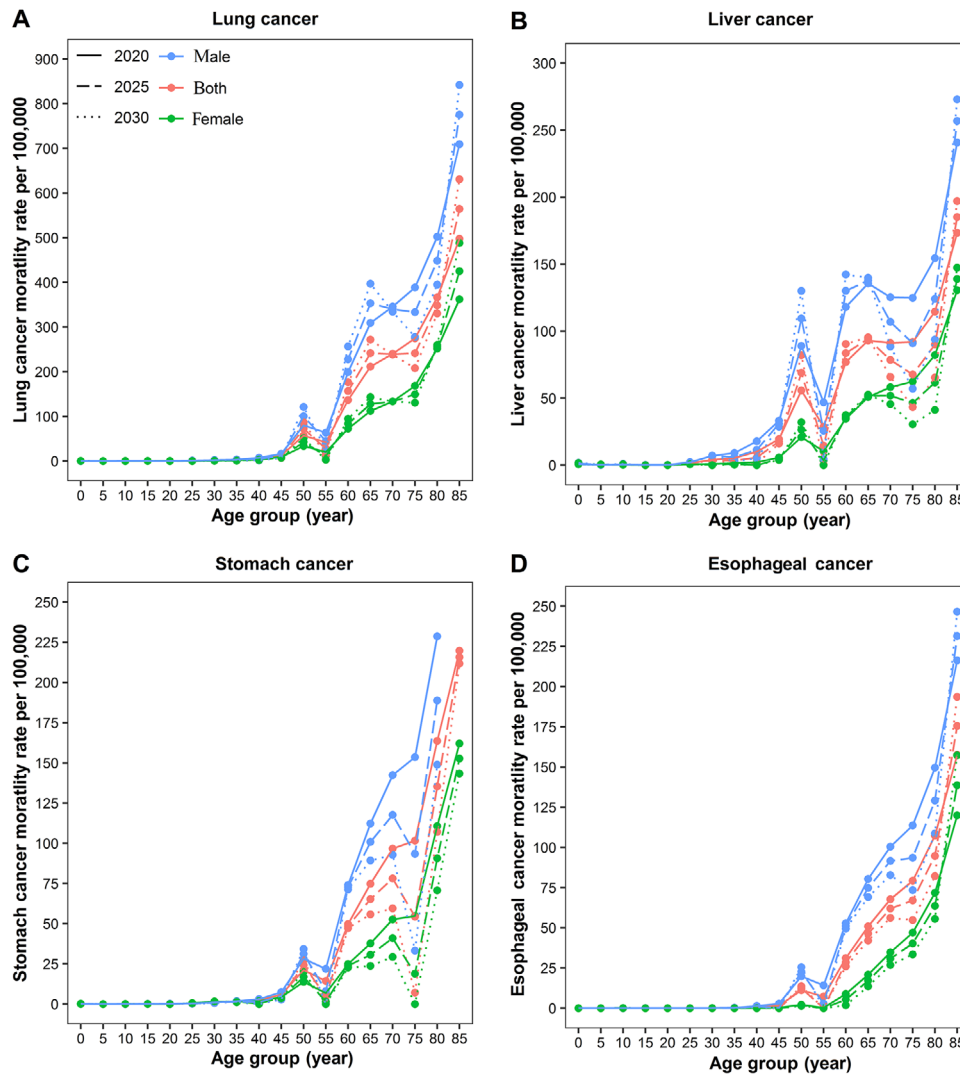 A
Lung cancer
2020 Male
2025 Both
2030 Female
Lung cancer moratlity rate per 100,000
900
800
700
600
500
400
300
200
100
0
0 5 10 15 20 25 30 35 40 45 50 55 60 65 70 75 80 85
Age group (year)
B
Liver cancer
Liver cancer moratlity rate per 100,000
300
250
200
150
100
50
0
0 5 10 15 20 25 30 35 40 45 50 55 60 65 70 75 80 85
Age group (year)
C
Stomach cancer
Stomach cancer moratlity rate per 100,000
250
225
200
175
150
125
100
75
50
25
0
0 5 10 15 20 25 30 35 40 45 50 55 60 65 70 75 80 85
Age group (year)
D
Esophageal cancer
Esophageal cancer moratlity rate per 100,000
250
225
200
175
150
125
100
75
50
25
0
0 5 10 15 20 25 30 35 40 45 50 55 60 65 70 75 80 85
Age group (year)